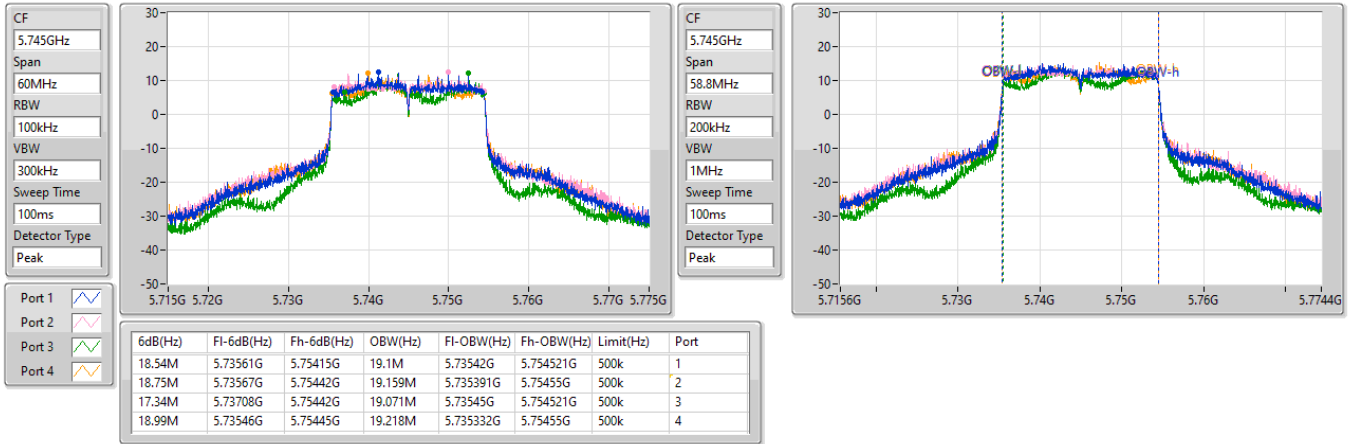 CF
5.745GHz
Span
60MHz
RBW
100kHz
VBW
300kHz
Sweep Time
100ms
Detector Type
Peak
30-
20-
10-
0-
-10-
-20-
-30-
-40-
-50-
5.715G 5.72G 5.73G 5.74G 5.75G 5.76G 5.77G 5.775G
CF
5.745GHz
Span
58.8MHz
RBW
200kHz
VBW
1MHz
Sweep Time
100ms
Detector Type
Peak
30-
20-
10-
0-
-10-
-20-
-30-
-40-
-50-
OBW-l OBW-h
5.7156G 5.73G 5.74G 5.75G 5.76G 5.7744G
Port 1
Port 2
Port 3
Port 4
6dB(Hz) Fl-6dB(Hz) Fh-6dB(Hz) OBW(Hz) Fl-OBW(Hz) Fh-OBW(Hz) Limit(Hz) Port
18.54M 5.73561G 5.75415G 19.1M 5.73542G 5.754521G 500k 1
18.75M 5.73567G 5.75442G 19.159M 5.735391G 5.75455G 500k 2
17.34M 5.73708G 5.75442G 19.071M 5.73545G 5.754521G 500k 3
18.99M 5.73546G 5.75445G 19.218M 5.735332G 5.75455G 500k 4